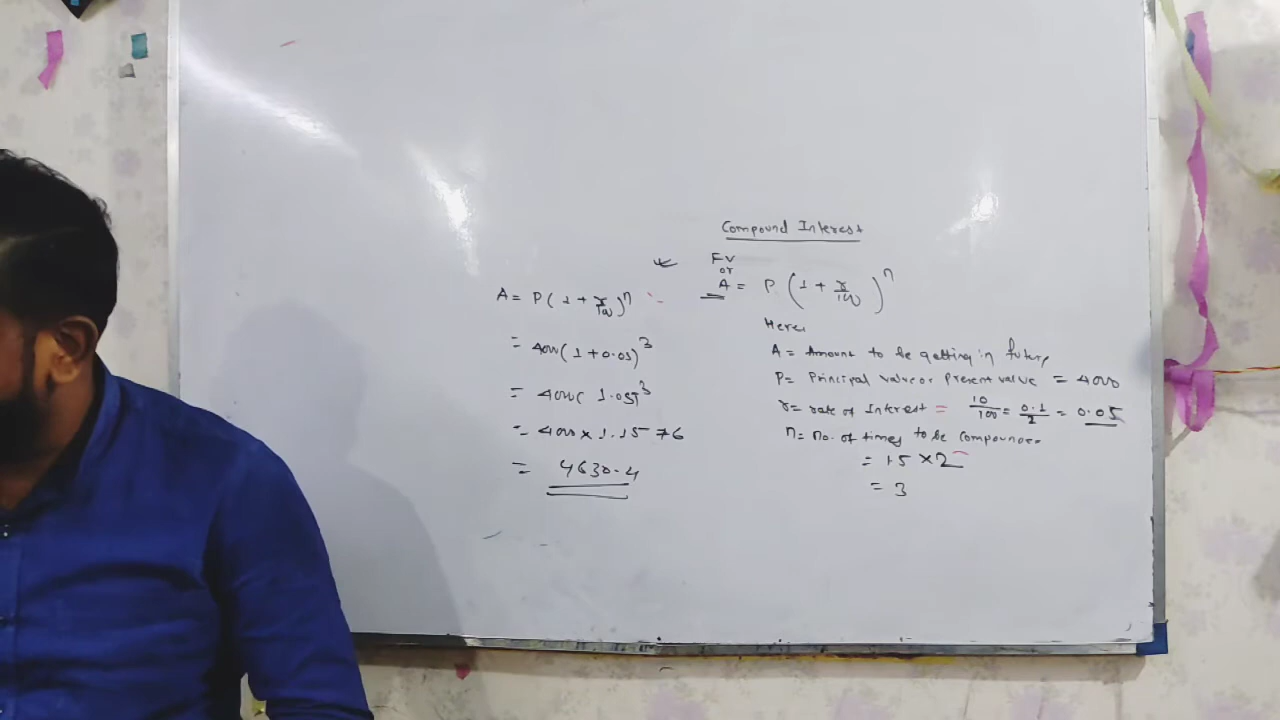 Compound Interest
FV
or
A = P (1 + r/100)^n
Here,
A = Amount to be getting in future
P = Principal value or Present value = 4000
r = rate of Interest = 10/100 = 0.1/2 = 0.05
n = no. of times to be compounded
= 1.5 × 2
= 3
A = P (1 + r/100)^n
= 4000 (1 + 0.05)^3
= 4000 (1.05)^3
= 4000 × 1.1576
= 4630.4